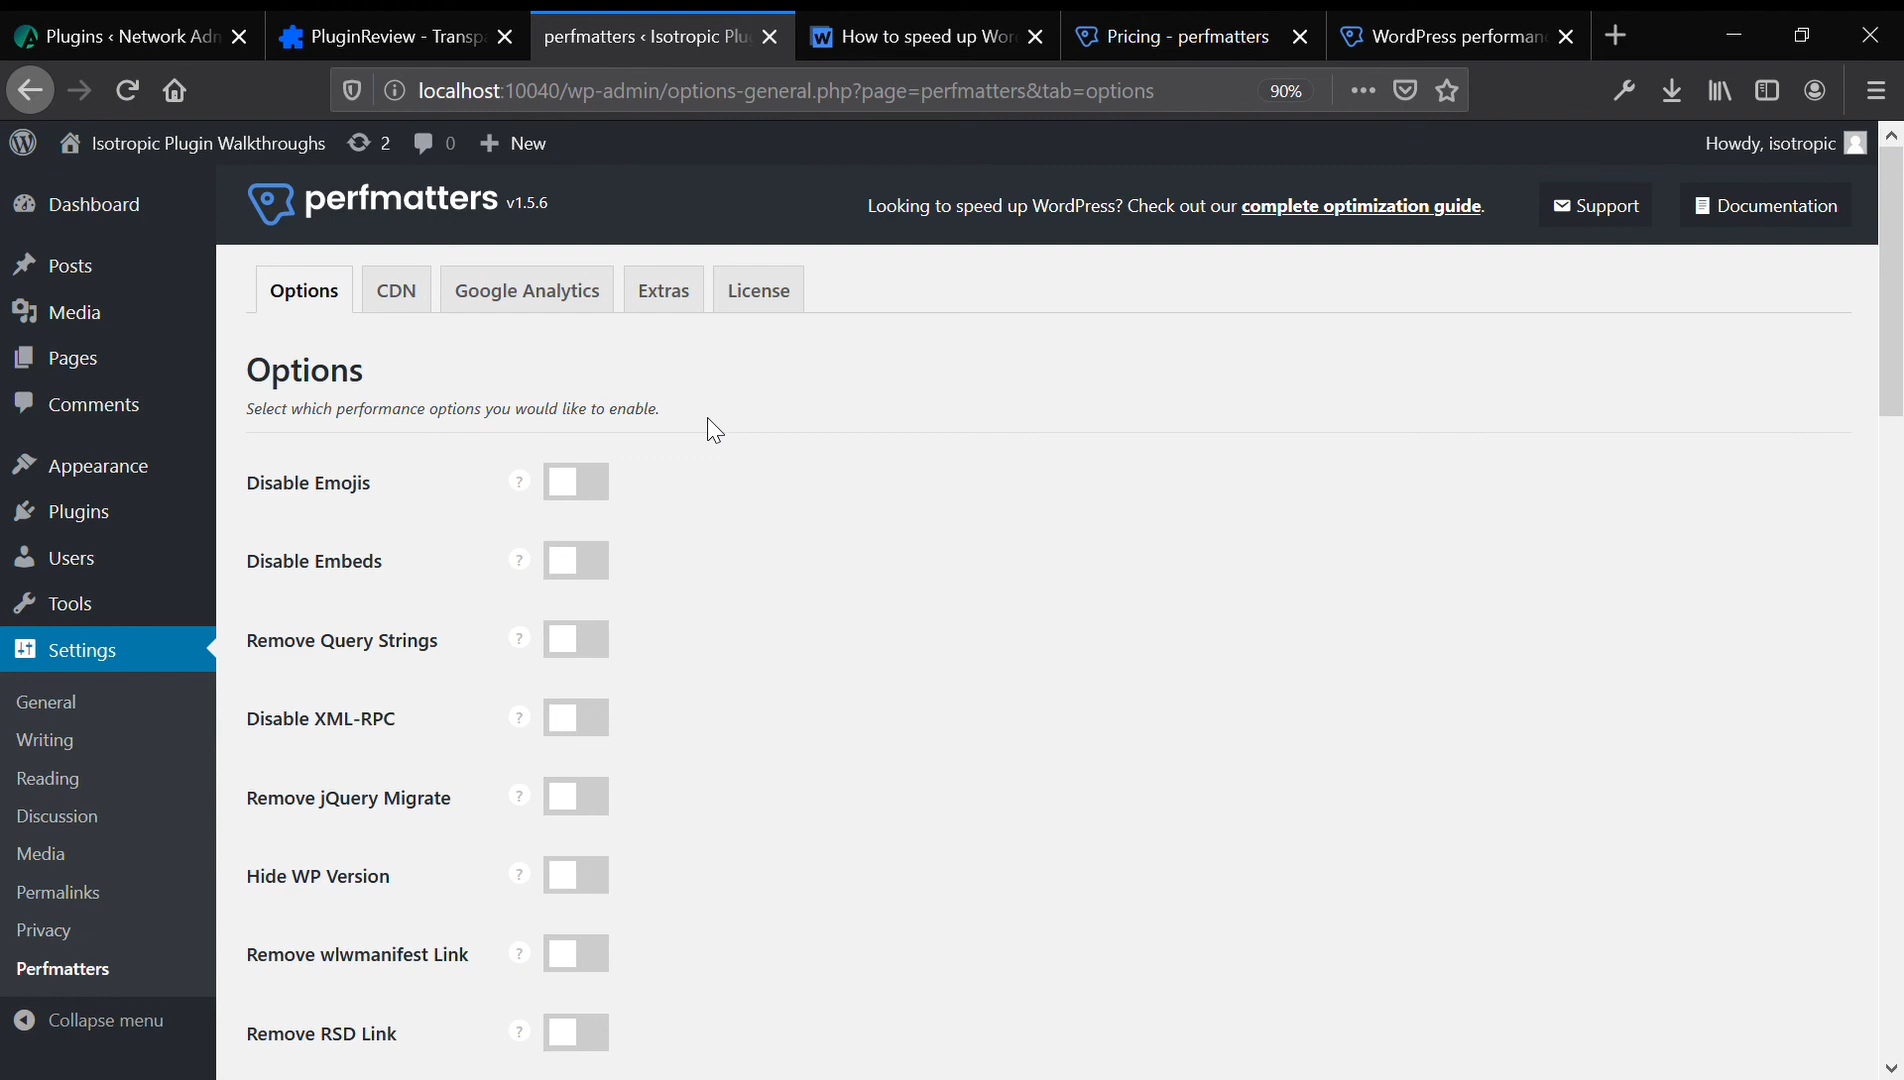 Plugins ‹ Network Adm
PluginReview - Transpa
perfmatters ‹ Isotropic Plu
How to speed up Wor
Pricing - perfmatters
WordPress performan
localhost:10040/wp-admin/options-general.php?page=perfmatters&tab=options
90%
Isotropic Plugin Walkthroughs
2
0
New
Howdy, isotropic
Dashboard
Posts
Media
Pages
Comments
Appearance
Plugins
Users
Tools
Settings
General
Writing
Reading
Discussion
Media
Permalinks
Privacy
Perfmatters
Collapse menu
perfmatters v1.5.6
Looking to speed up WordPress? Check out our complete optimization guide.
Support
Documentation
Options
CDN
Google Analytics
Extras
License
Options
Select which performance options you would like to enable.
Disable Emojis ?
Disable Embeds ?
Remove Query Strings ?
Disable XML-RPC ?
Remove jQuery Migrate ?
Hide WP Version ?
Remove wlwmanifest Link ?
Remove RSD Link ?